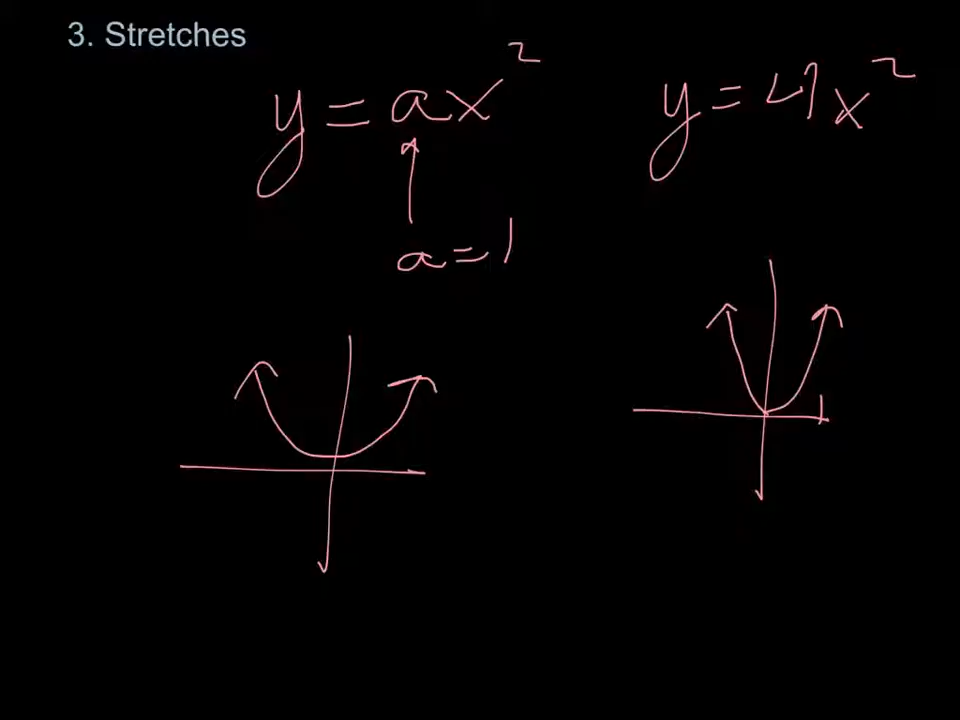 3. Stretches
y = ax²
y = 4x²
a = 1